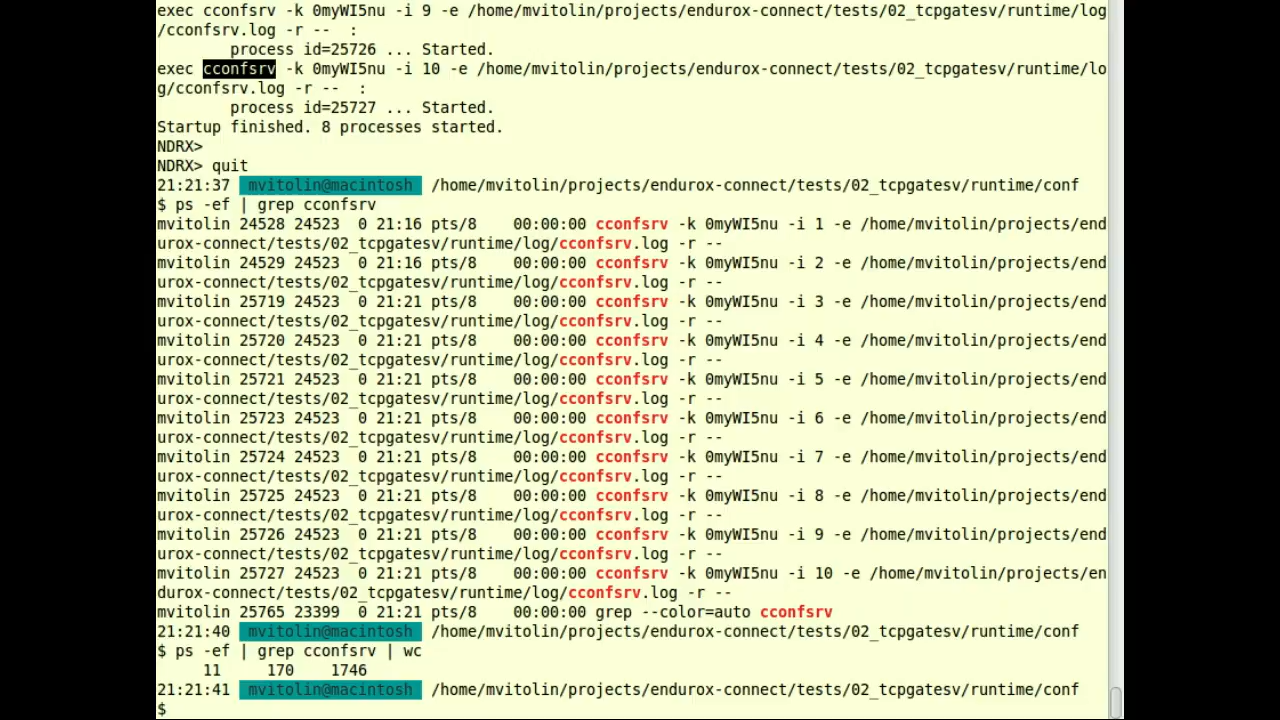 exec cconfsrv -k 0myWI5nu -i 9 -e /home/mvitolin/projects/endurox-connect/tests/02_tcpgatesv/runtime/log
/cconfsrv.log -r --  :
        process id=25726 ... Started.
exec cconfsrv -k 0myWI5nu -i 10 -e /home/mvitolin/projects/endurox-connect/tests/02_tcpgatesv/runtime/lo
g/cconfsrv.log -r --  :
        process id=25727 ... Started.
Startup finished. 8 processes started.
NDRX>
NDRX> quit
21:21:37  mvitolin@macintosh  /home/mvitolin/projects/endurox-connect/tests/02_tcpgatesv/runtime/conf
$ ps -ef | grep cconfsrv
mvitolin 24528 24523  0 21:16 pts/8    00:00:00 cconfsrv -k 0myWI5nu -i 1 -e /home/mvitolin/projects/end
urox-connect/tests/02_tcpgatesv/runtime/log/cconfsrv.log -r --
mvitolin 24529 24523  0 21:16 pts/8    00:00:00 cconfsrv -k 0myWI5nu -i 2 -e /home/mvitolin/projects/end
urox-connect/tests/02_tcpgatesv/runtime/log/cconfsrv.log -r --
mvitolin 25719 24523  0 21:21 pts/8    00:00:00 cconfsrv -k 0myWI5nu -i 3 -e /home/mvitolin/projects/end
urox-connect/tests/02_tcpgatesv/runtime/log/cconfsrv.log -r --
mvitolin 25720 24523  0 21:21 pts/8    00:00:00 cconfsrv -k 0myWI5nu -i 4 -e /home/mvitolin/projects/end
urox-connect/tests/02_tcpgatesv/runtime/log/cconfsrv.log -r --
mvitolin 25721 24523  0 21:21 pts/8    00:00:00 cconfsrv -k 0myWI5nu -i 5 -e /home/mvitolin/projects/end
urox-connect/tests/02_tcpgatesv/runtime/log/cconfsrv.log -r --
mvitolin 25723 24523  0 21:21 pts/8    00:00:00 cconfsrv -k 0myWI5nu -i 6 -e /home/mvitolin/projects/end
urox-connect/tests/02_tcpgatesv/runtime/log/cconfsrv.log -r --
mvitolin 25724 24523  0 21:21 pts/8    00:00:00 cconfsrv -k 0myWI5nu -i 7 -e /home/mvitolin/projects/end
urox-connect/tests/02_tcpgatesv/runtime/log/cconfsrv.log -r --
mvitolin 25725 24523  0 21:21 pts/8    00:00:00 cconfsrv -k 0myWI5nu -i 8 -e /home/mvitolin/projects/end
urox-connect/tests/02_tcpgatesv/runtime/log/cconfsrv.log -r --
mvitolin 25726 24523  0 21:21 pts/8    00:00:00 cconfsrv -k 0myWI5nu -i 9 -e /home/mvitolin/projects/end
urox-connect/tests/02_tcpgatesv/runtime/log/cconfsrv.log -r --
mvitolin 25727 24523  0 21:21 pts/8    00:00:00 cconfsrv -k 0myWI5nu -i 10 -e /home/mvitolin/projects/en
durox-connect/tests/02_tcpgatesv/runtime/log/cconfsrv.log -r --
mvitolin 25765 23399  0 21:21 pts/8    00:00:00 grep --color=auto cconfsrv
21:21:40  mvitolin@macintosh  /home/mvitolin/projects/endurox-connect/tests/02_tcpgatesv/runtime/conf
$ ps -ef | grep cconfsrv | wc
     11     170    1746
21:21:41  mvitolin@macintosh  /home/mvitolin/projects/endurox-connect/tests/02_tcpgatesv/runtime/conf
$